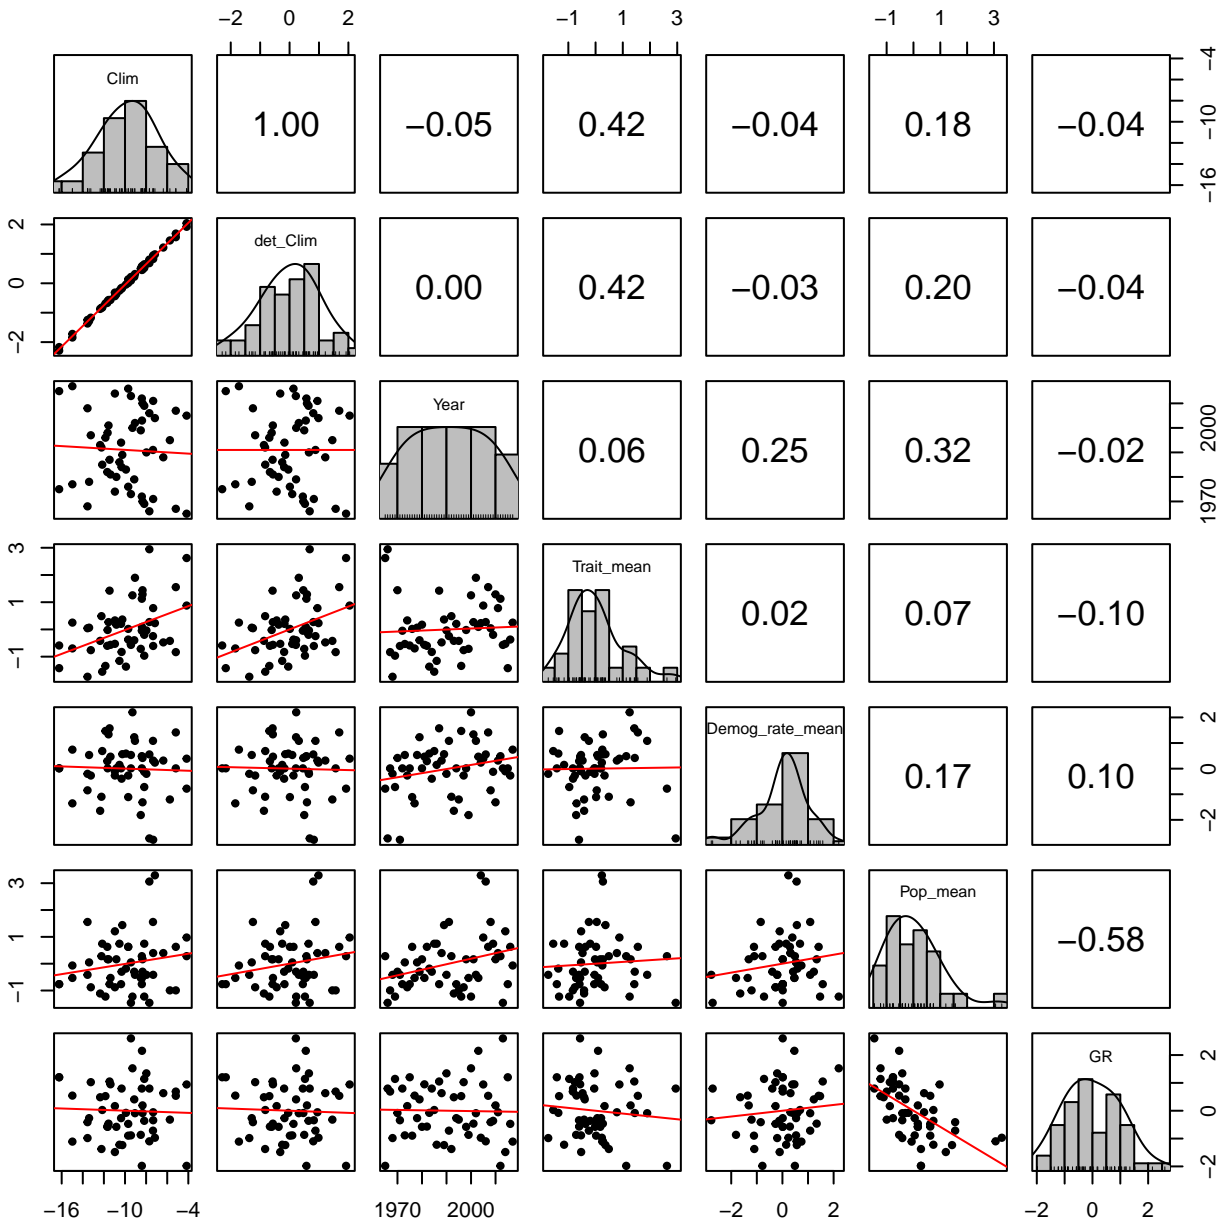 −2 0 2 −1 1 3 −1 1 3
Clim 1.00 −0.05 0.42 −0.04 0.18 −0.04 −16 −10 −4
−2 0 2 det_Clim 0.00 0.42 −0.03 0.20 −0.04
Year 0.06 0.25 0.32 −0.02 1970 2000
−1 1 3 Trait_mean 0.02 0.07 −0.10
Demog_rate_mean 0.17 0.10 −2 0 2
−1 1 3 Pop_mean −0.58
GR −2 0 2
−16 −10 −4 1970 2000 −2 0 2 −2 0 2